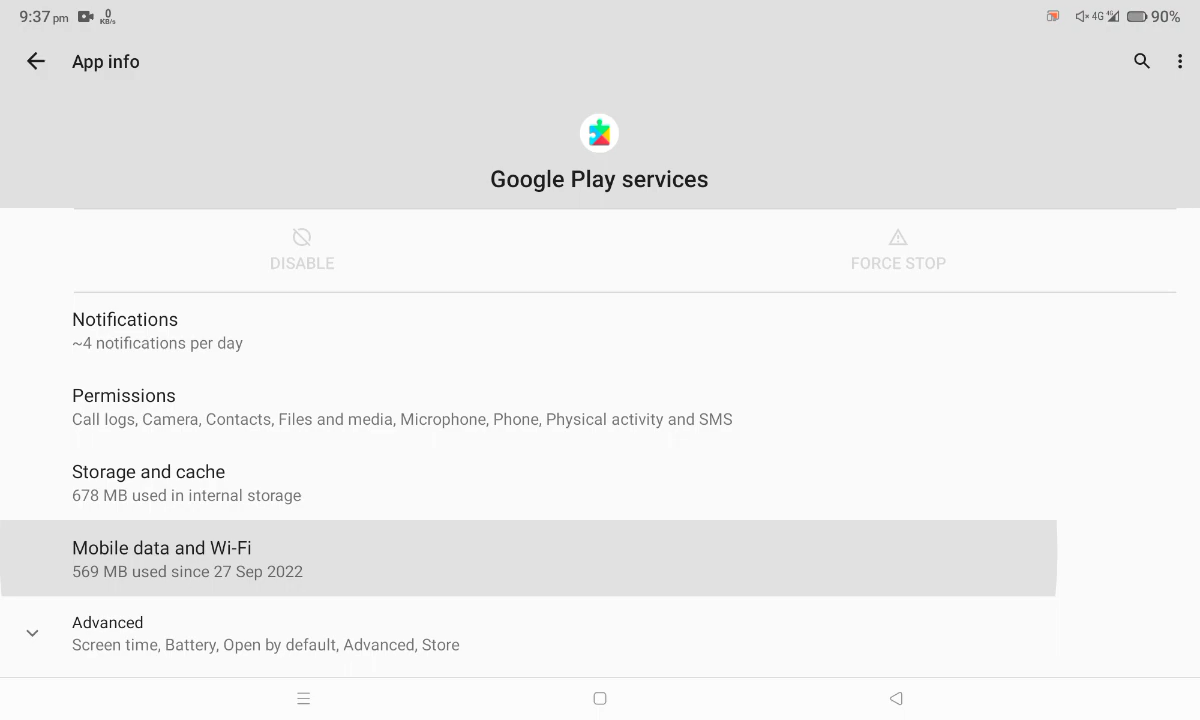 9:37 pm 0 KB/s 4G 4G 90%
App info
Google Play services
DISABLE FORCE STOP
Notifications
~4 notifications per day
Permissions
Call logs, Camera, Contacts, Files and media, Microphone, Phone, Physical activity and SMS
Storage and cache
678 MB used in internal storage
Mobile data and Wi-Fi
569 MB used since 27 Sep 2022
Advanced
Screen time, Battery, Open by default, Advanced, Store